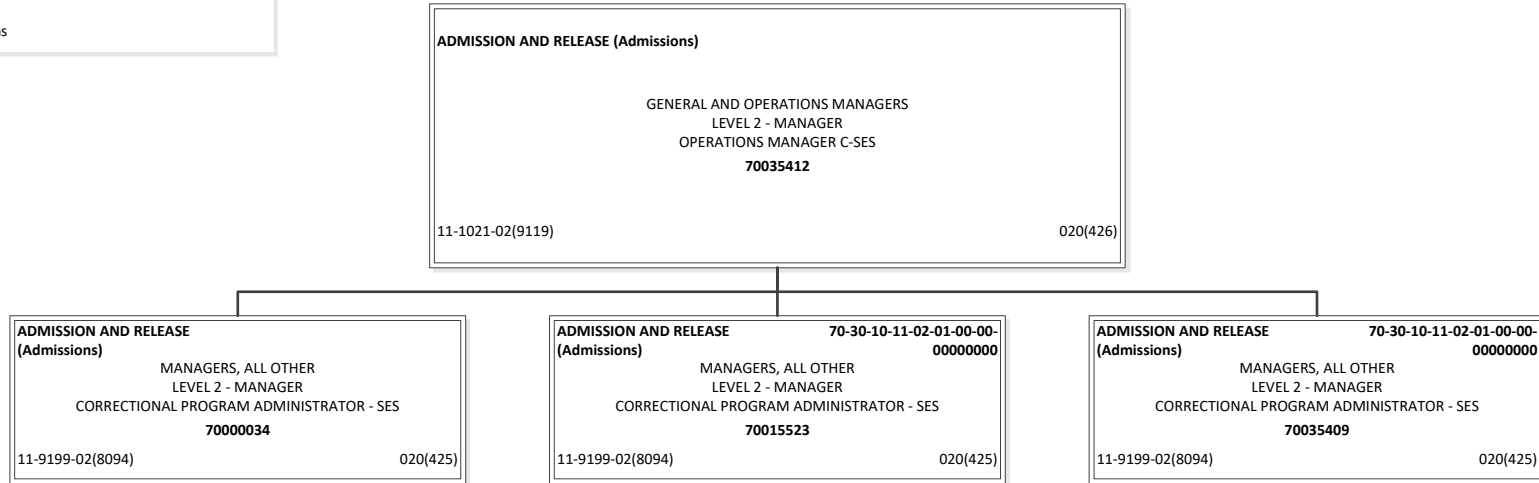 ADMISSION AND RELEASE (Admissions)
GENERAL AND OPERATIONS MANAGERS
LEVEL 2 - MANAGER
OPERATIONS MANAGER C-SES
70035412
11-1021-02(9119) 020(426)
ADMISSION AND RELEASE
(Admissions)
MANAGERS, ALL OTHER
LEVEL 2 - MANAGER
CORRECTIONAL PROGRAM ADMINISTRATOR - SES
70000034
11-9199-02(8094) 020(425)
ADMISSION AND RELEASE 70-30-10-11-02-01-00-00-
(Admissions) 00000000
MANAGERS, ALL OTHER
LEVEL 2 - MANAGER
CORRECTIONAL PROGRAM ADMINISTRATOR - SES
70015523
11-9199-02(8094) 020(425)
ADMISSION AND RELEASE 70-30-10-11-02-01-00-00-
(Admissions) 00000000
MANAGERS, ALL OTHER
LEVEL 2 - MANAGER
CORRECTIONAL PROGRAM ADMINISTRATOR - SES
70035409
11-9199-02(8094) 020(425)